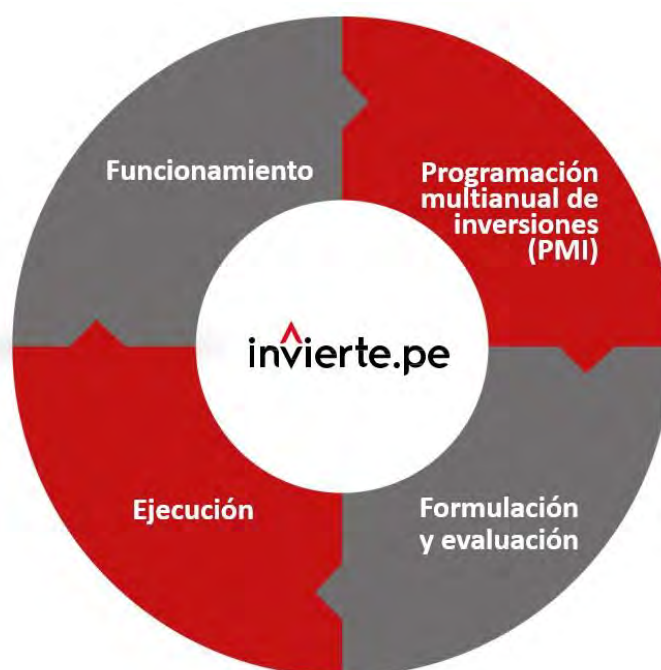 Funcionamiento
Programación
multianual de
inversiones
(PMI)
invierte.pe
Ejecución
Formulación
y evaluación